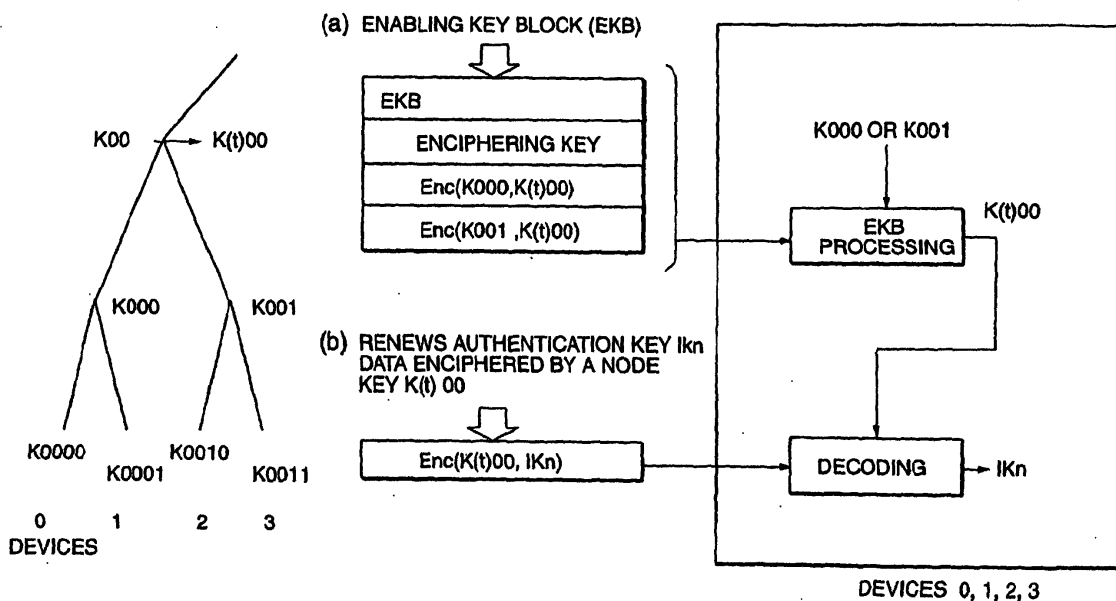 (a) ENABLING KEY BLOCK (EKB)
EKB
ENCIPHERING KEY
Enc(K000,K(t)00)
Enc(K001 ,K(t)00)
K00
K(t)00
K000
K001
K0000
K0001
K0010
K0011
0
1
2
3
DEVICES
(b) RENEWS AUTHENTICATION KEY Ikn
DATA ENCIPHERED BY A NODE
KEY K(t) 00
Enc(K(t)00, IKn)
K000 OR K001
EKB
PROCESSING
K(t)00
DECODING
IKn
DEVICES 0, 1, 2, 3